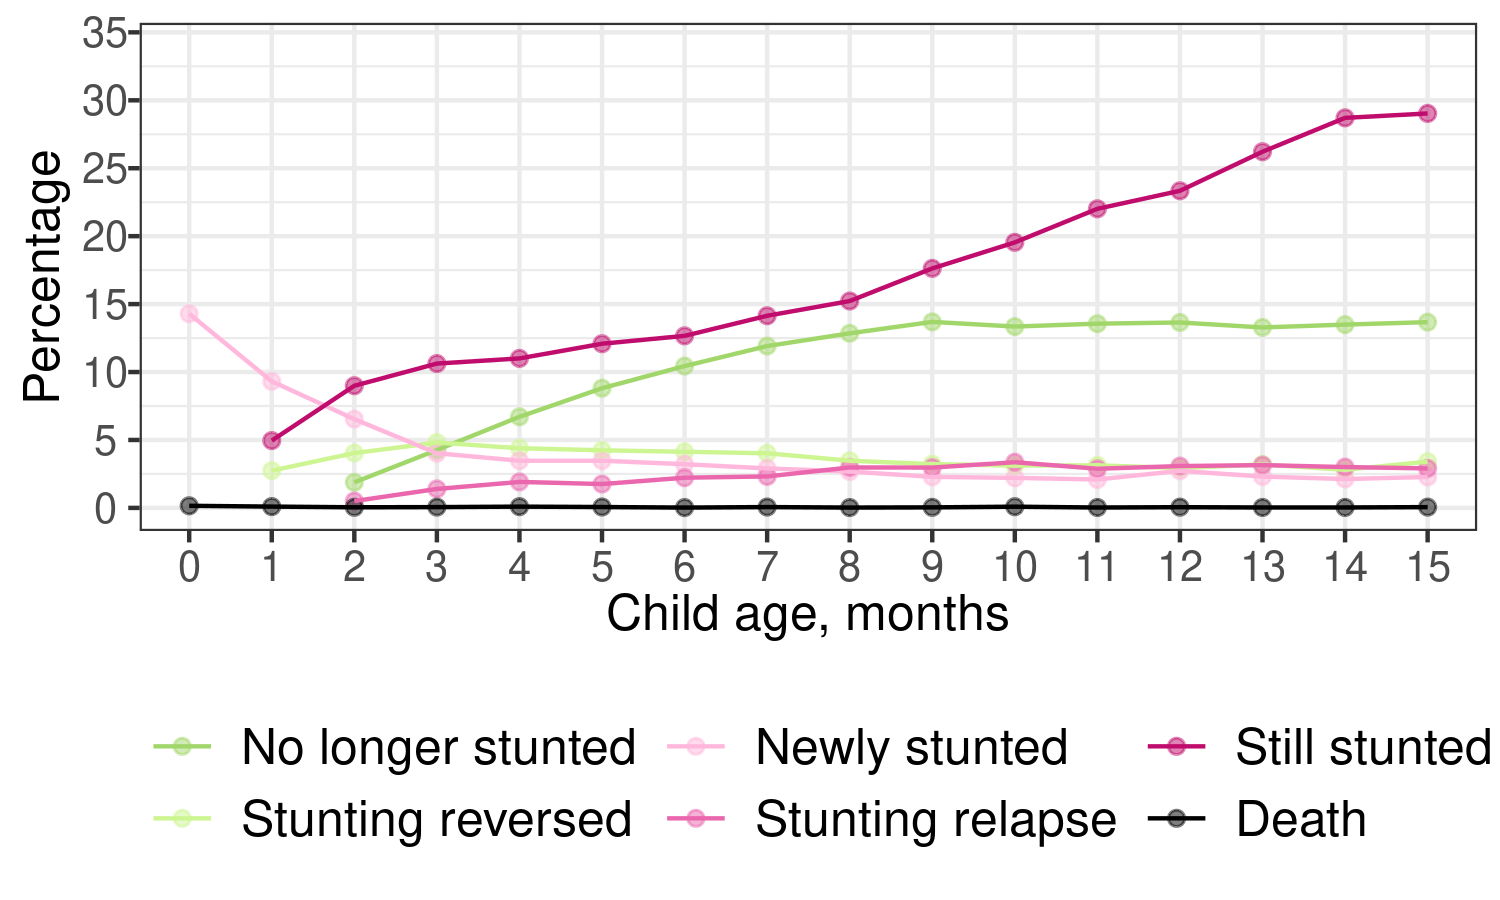 35
30
25
20
15
10
5
0
Percentage
0 1 2 3 4 5 6 7 8 9 10 11 12 13 14 15
Child age, months
No longer stunted Newly stunted Still stunted
Stunting reversed Stunting relapse Death